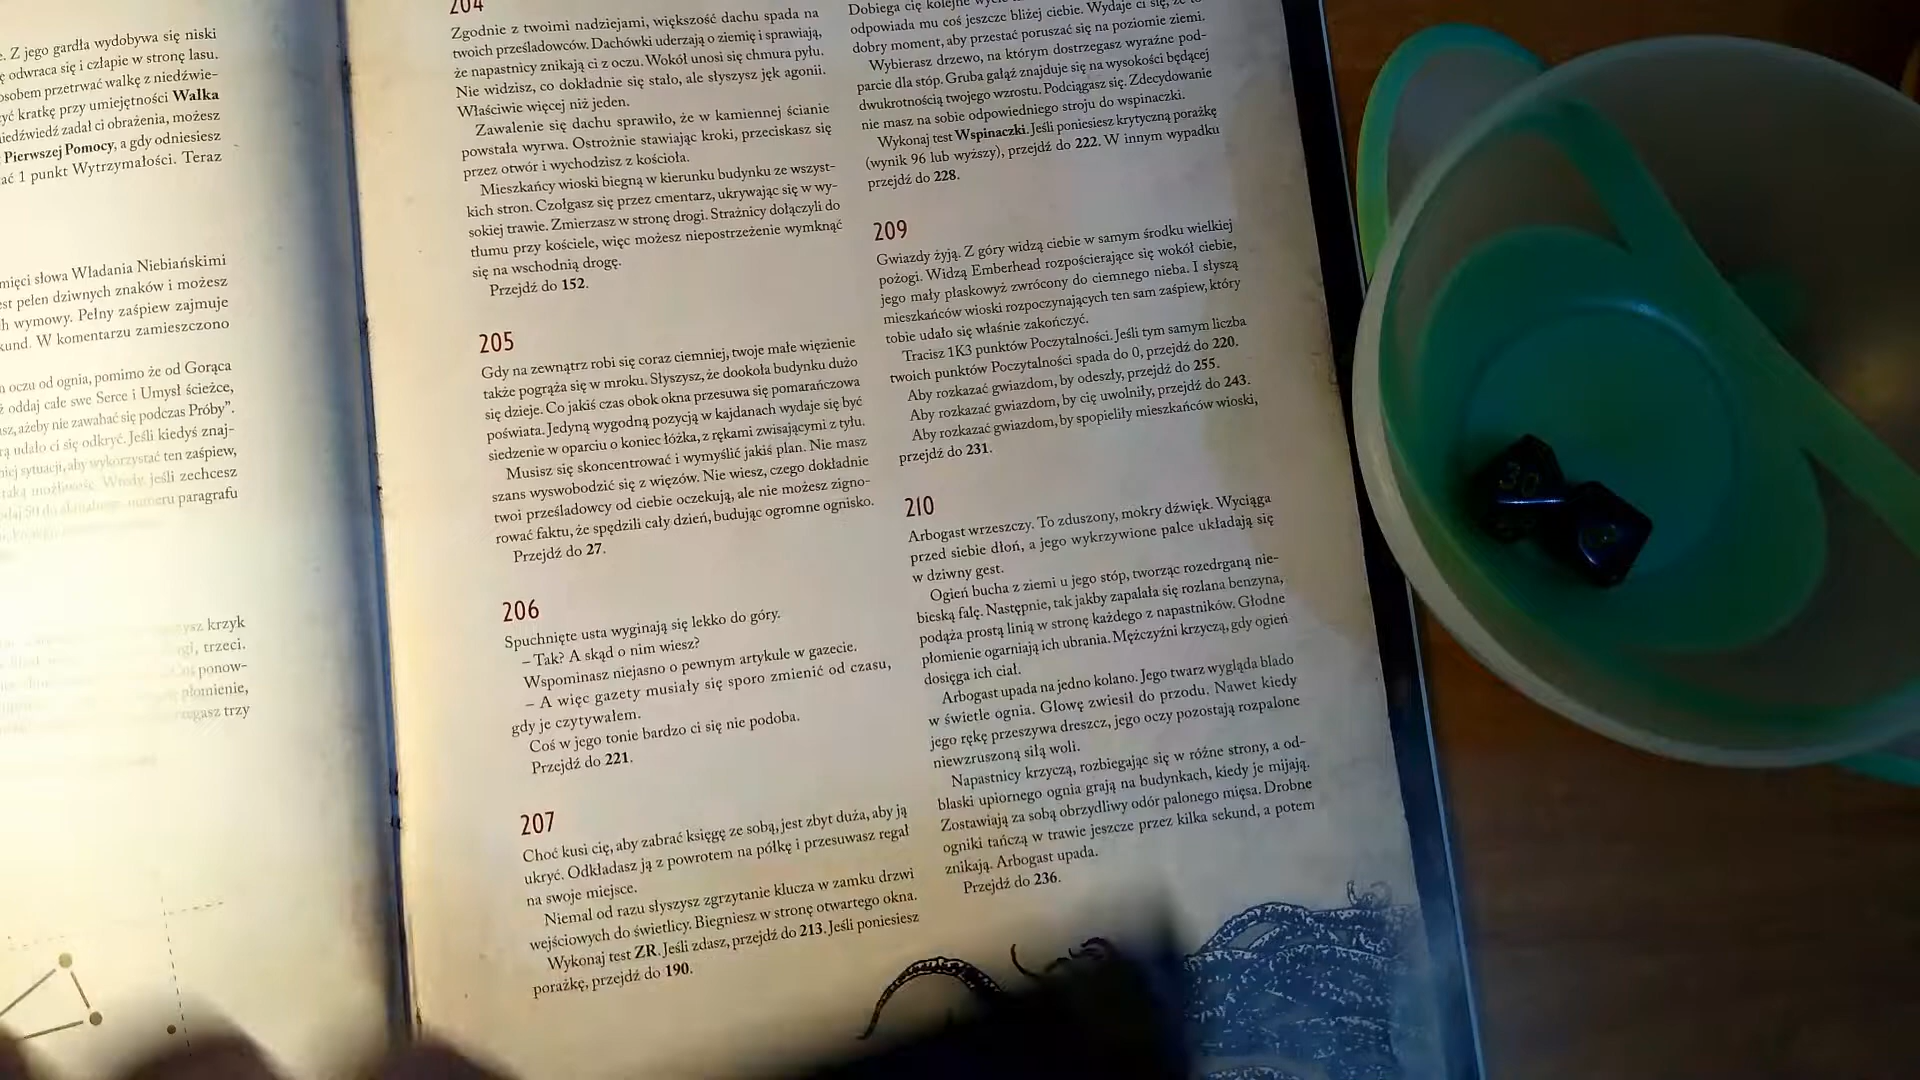 . Z jego gardła wydobywa się niski
ę odwraca się i człapie w stronę lasu.
osobem przetrwać walkę z niedźwie-
yć kratkę przy umiejętności Walka
iedźwiedź zadał ci obrażenia, możesz
Pierwszej Pomocy, a gdy odniesiesz
ać 1 punkt Wytrzymałości. Teraz
mięci słowa Władania Niebiańskimi
est pełen dziwnych znaków i możesz
h wymowy. Pełny zaśpiew zajmuje
kund. W komentarzu zamieszczono
oczu od ognia, pomimo że od Gorąca
oddaj całe swe Serce i Umysł ścieżce,
asz, ażeby nie zawahać się podczas Próby".
udało ci się odkryć. Jeśli kiedyś znaj-
sytuacji, aby wykorzystać ten zaśpiew,
taką możliwość. Wtedy, jeśli zechcesz
numeru paragrafu
krzyk
trzeci.
ponow-
płomienie,
trzy
204
Zgodnie z twoimi nadziejami, większość dachu spada na
twoich prześladowców. Dachówki uderzają o ziemię i sprawiają,
że napastnicy znikają ci z oczu. Wokół unosi się chmura pyłu.
Nie widzisz, co dokładnie się stało, ale słyszysz jęk agonii.
Właściwie więcej niż jeden.
Zawalenie się dachu sprawiło, że w kamiennej ścianie
powstała wyrwa. Ostrożnie stawiając kroki, przeciskasz się
przez otwór i wychodzisz z kościoła.
Mieszkańcy wioski biegną w kierunku budynku ze wszyst-
kich stron. Czołgasz się przez cmentarz, ukrywając się w wy-
sokiej trawie. Zmierzasz w stronę drogi. Strażnicy dołączyli do
tłumu przy kościele, więc możesz niepostrzeżenie wymknąć
się na wschodnią drogę.
Przejdź do 152.
205
Gdy na zewnątrz robi się coraz ciemniej, twoje małe więzienie
także pogrąża się w mroku. Słyszysz, że dookoła budynku dużo
się dzieje. Co jakiś czas obok okna przesuwa się pomarańczowa
poświata. Jedyną wygodną pozycją w kajdanach wydaje się być
siedzenie w oparciu o koniec łóżka, z rękami zwisającymi z tyłu.
Musisz się skoncentrować i wymyślić jakiś plan. Nie masz
szans wyswobodzić się z więzów. Nie wiesz, czego dokładnie
twoi prześladowcy od ciebie oczekują, ale nie możesz zigno-
rować faktu, że spędzili cały dzień, budując ogromne ognisko.
Przejdź do 27.
206
Spuchnięte usta wyginają się lekko do góry.
– Tak? A skąd o nim wiesz?
Wspominasz niejasno o pewnym artykule w gazecie.
– A więc gazety musiały się sporo zmienić od czasu,
gdy je czytywałem.
Coś w jego tonie bardzo ci się nie podoba.
Przejdź do 221.
207
Choć kusi cię, aby zabrać księgę ze sobą, jest zbyt duża, aby ją
ukryć. Odkładasz ją z powrotem na półkę i przesuwasz regał
na swoje miejsce.
Niemal od razu słyszysz zgrzytanie klucza w zamku drzwi
wejściowych do świetlicy. Biegniesz w stronę otwartego okna.
Wykonaj test ZR. Jeśli zdasz, przejdź do 213. Jeśli poniesiesz
porażkę, przejdź do 190.
Dobiega cię kolejne
odpowiada mu coś jeszcze bliżej ciebie. Wydaje ci się, że to
dobry moment, aby przestać poruszać się na poziomie ziemi.
Wybierasz drzewo, na którym dostrzegasz wyraźne pod-
parcie dla stóp. Gruba gałąź znajduje się na wysokości będącej
dwukrotnością twojego wzrostu. Podciągasz się. Zdecydowanie
nie masz na sobie odpowiedniego stroju do wspinaczki.
Wykonaj test Wspinaczki. Jeśli poniesiesz krytyczną porażkę
(wynik 96 lub wyższy), przejdź do 222. W innym wypadku
przejdź do 228.
209
Gwiazdy żyją. Z góry widzą ciebie w samym środku wielkiej
pożogi. Widzą Emberhead rozpościerające się wokół ciebie,
jego mały płaskowyż zwrócony do ciemnego nieba. I słyszą
mieszkańców wioski rozpoczynających ten sam zaśpiew, który
tobie udało się właśnie zakończyć.
Tracisz 1K3 punktów Poczytalności. Jeśli tym samym liczba
twoich punktów Poczytalności spada do 0, przejdź do 220.
Aby rozkazać gwiazdom, by odeszły, przejdź do 255.
Aby rozkazać gwiazdom, by cię uwolniły, przejdź do 243.
Aby rozkazać gwiazdom, by spopieliły mieszkańców wioski,
przejdź do 231.
210
Arbogast wrzeszczy. To zduszony, mokry dźwięk. Wyciąga
przed siebie dłoń, a jego wykrzywione palce układają się
w dziwny gest.
Ogień bucha z ziemi u jego stóp, tworząc rozedrganą nie-
bieską falę. Następnie, tak jakby zapalała się rozlana benzyna,
podąża prostą linią w stronę każdego z napastników. Głodne
płomienie ogarniają ich ubrania. Mężczyźni krzyczą, gdy ogień
dosięga ich ciał.
Arbogast upada na jedno kolano. Jego twarz wygląda blado
w świetle ognia. Głowę zwiesił do przodu. Nawet kiedy
jego rękę przeszywa dreszcz, jego oczy pozostają rozpalone
niewzruszoną siłą woli.
Napastnicy krzyczą, rozbiegając się w różne strony, a od-
blaski upiornego ognia grają na budynkach, kiedy je mijają.
Zostawiają za sobą obrzydliwy odór palonego mięsa. Drobne
ogniki tańczą w trawie jeszcze przez kilka sekund, a potem
znikają. Arbogast upada.
Przejdź do 236.
30